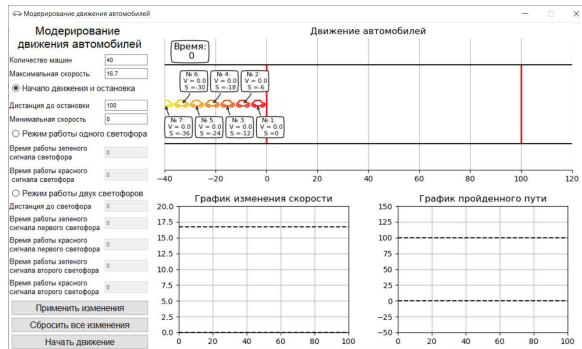 Модерирование движения автомобилей
Модерирование
движения автомобилей
Количество машин 40
Максимальная скорость: 16.7
Начало движения и остановка
Дистанция до остановки 100
Минимальная скорость 0
Режим работы одного светофора
Время работы зеленого
сигнала светофора 0
Время работы красного
сигнала светофора 0
Режим работы двух светофоров
Дистанция до светофора 0
Время работы зеленого
сигнала первого светофора 0
Время работы красного
сигнала первого светофора 0
Время работы зеленого
сигнала второго светофора 0
Время работы красного
сигнала второго светофора 0
Применить изменения
Сбросить все изменения
Начать движение
Движение автомобилей
Время:
0
№ 6:
V = 0.0
S =-30
№ 4:
V = 0.0
S =-18
№ 2:
V = 0.0
S =-6
№ 7:
V = 0.0
S =-36
№ 5
V = 0.0
S =-24
№ 3:
V = 0.0
S =-12
№ 1:
V = 0.0
S =0
−40 −20 0 20 40 60 80 100 120
График изменения скорости
20.0
17.5
15.0
12.5
10.0
7.5
5.0
2.5
0.0
0 20 40 60 80 100
График пройденного пути
150
125
100
75
50
25
0
−25
−50
0 20 40 60 80 100